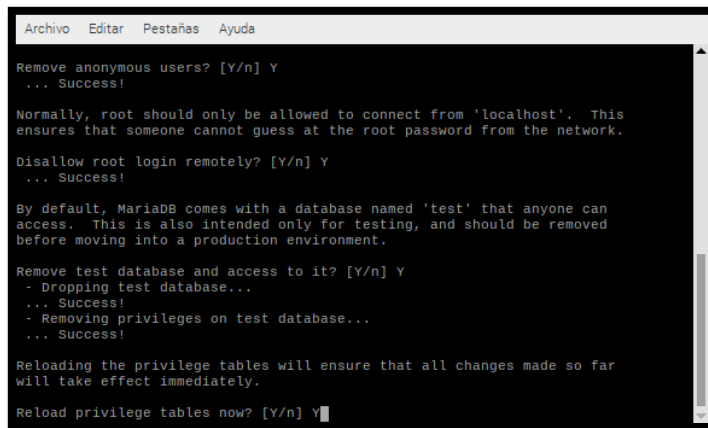 Archivo Editar Pestañas Ayuda
Remove anonymous users? [Y/n] Y
 ... Success!
Normally, root should only be allowed to connect from 'localhost'.  This
ensures that someone cannot guess at the root password from the network.
Disallow root login remotely? [Y/n] Y
 ... Success!
By default, MariaDB comes with a database named 'test' that anyone can
access.  This is also intended only for testing, and should be removed
before moving into a production environment.
Remove test database and access to it? [Y/n] Y
 - Dropping test database...
 ... Success!
 - Removing privileges on test database...
 ... Success!
Reloading the privilege tables will ensure that all changes made so far
will take effect immediately.
Reload privilege tables now? [Y/n] Y